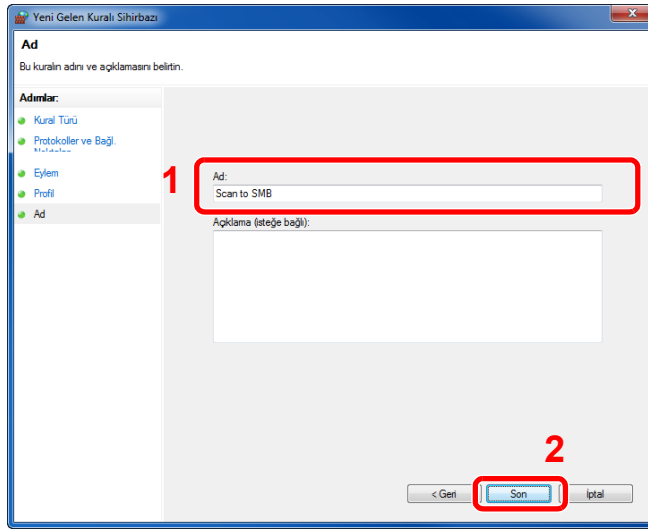 Yeni Gelen Kuralı Sihirbazı
Ad
Bu kuralın adını ve açıklamasını belirtin.
Adımlar:
Kural Türü
Protokoller ve Bağl.
Eylem
Profil
Ad
1
Ad:
Scan to SMB
Açıklama (isteğe bağlı):
2
< Geri
Son
İptal